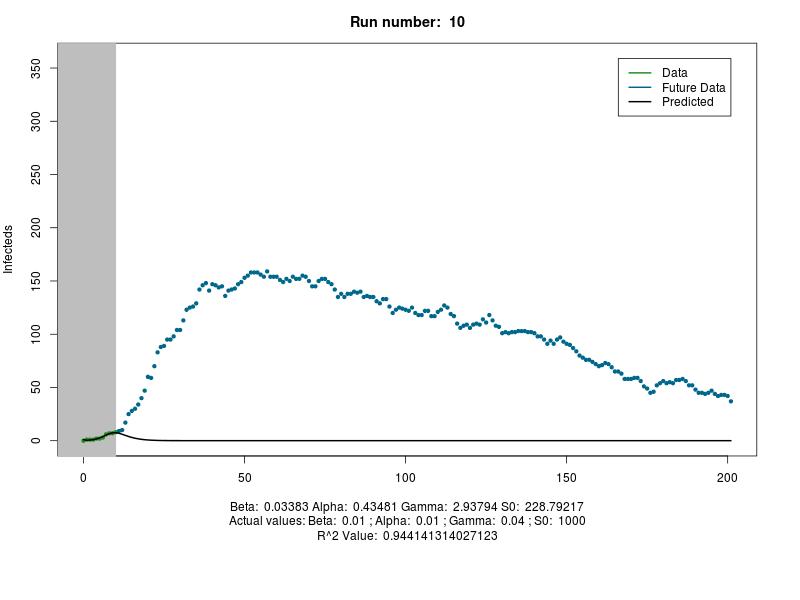 Run number:  10
Data
Future Data
Predicted
Infecteds
350
300
250
200
150
100
50
0
0 50 100 150 200
Beta: 0.03383 Alpha: 0.43481 Gamma: 2.93794 S0: 228.79217
Actual values: Beta: 0.01 ; Alpha: 0.01 ; Gamma: 0.04 ; S0: 1000
R^2 Value: 0.944141314027123